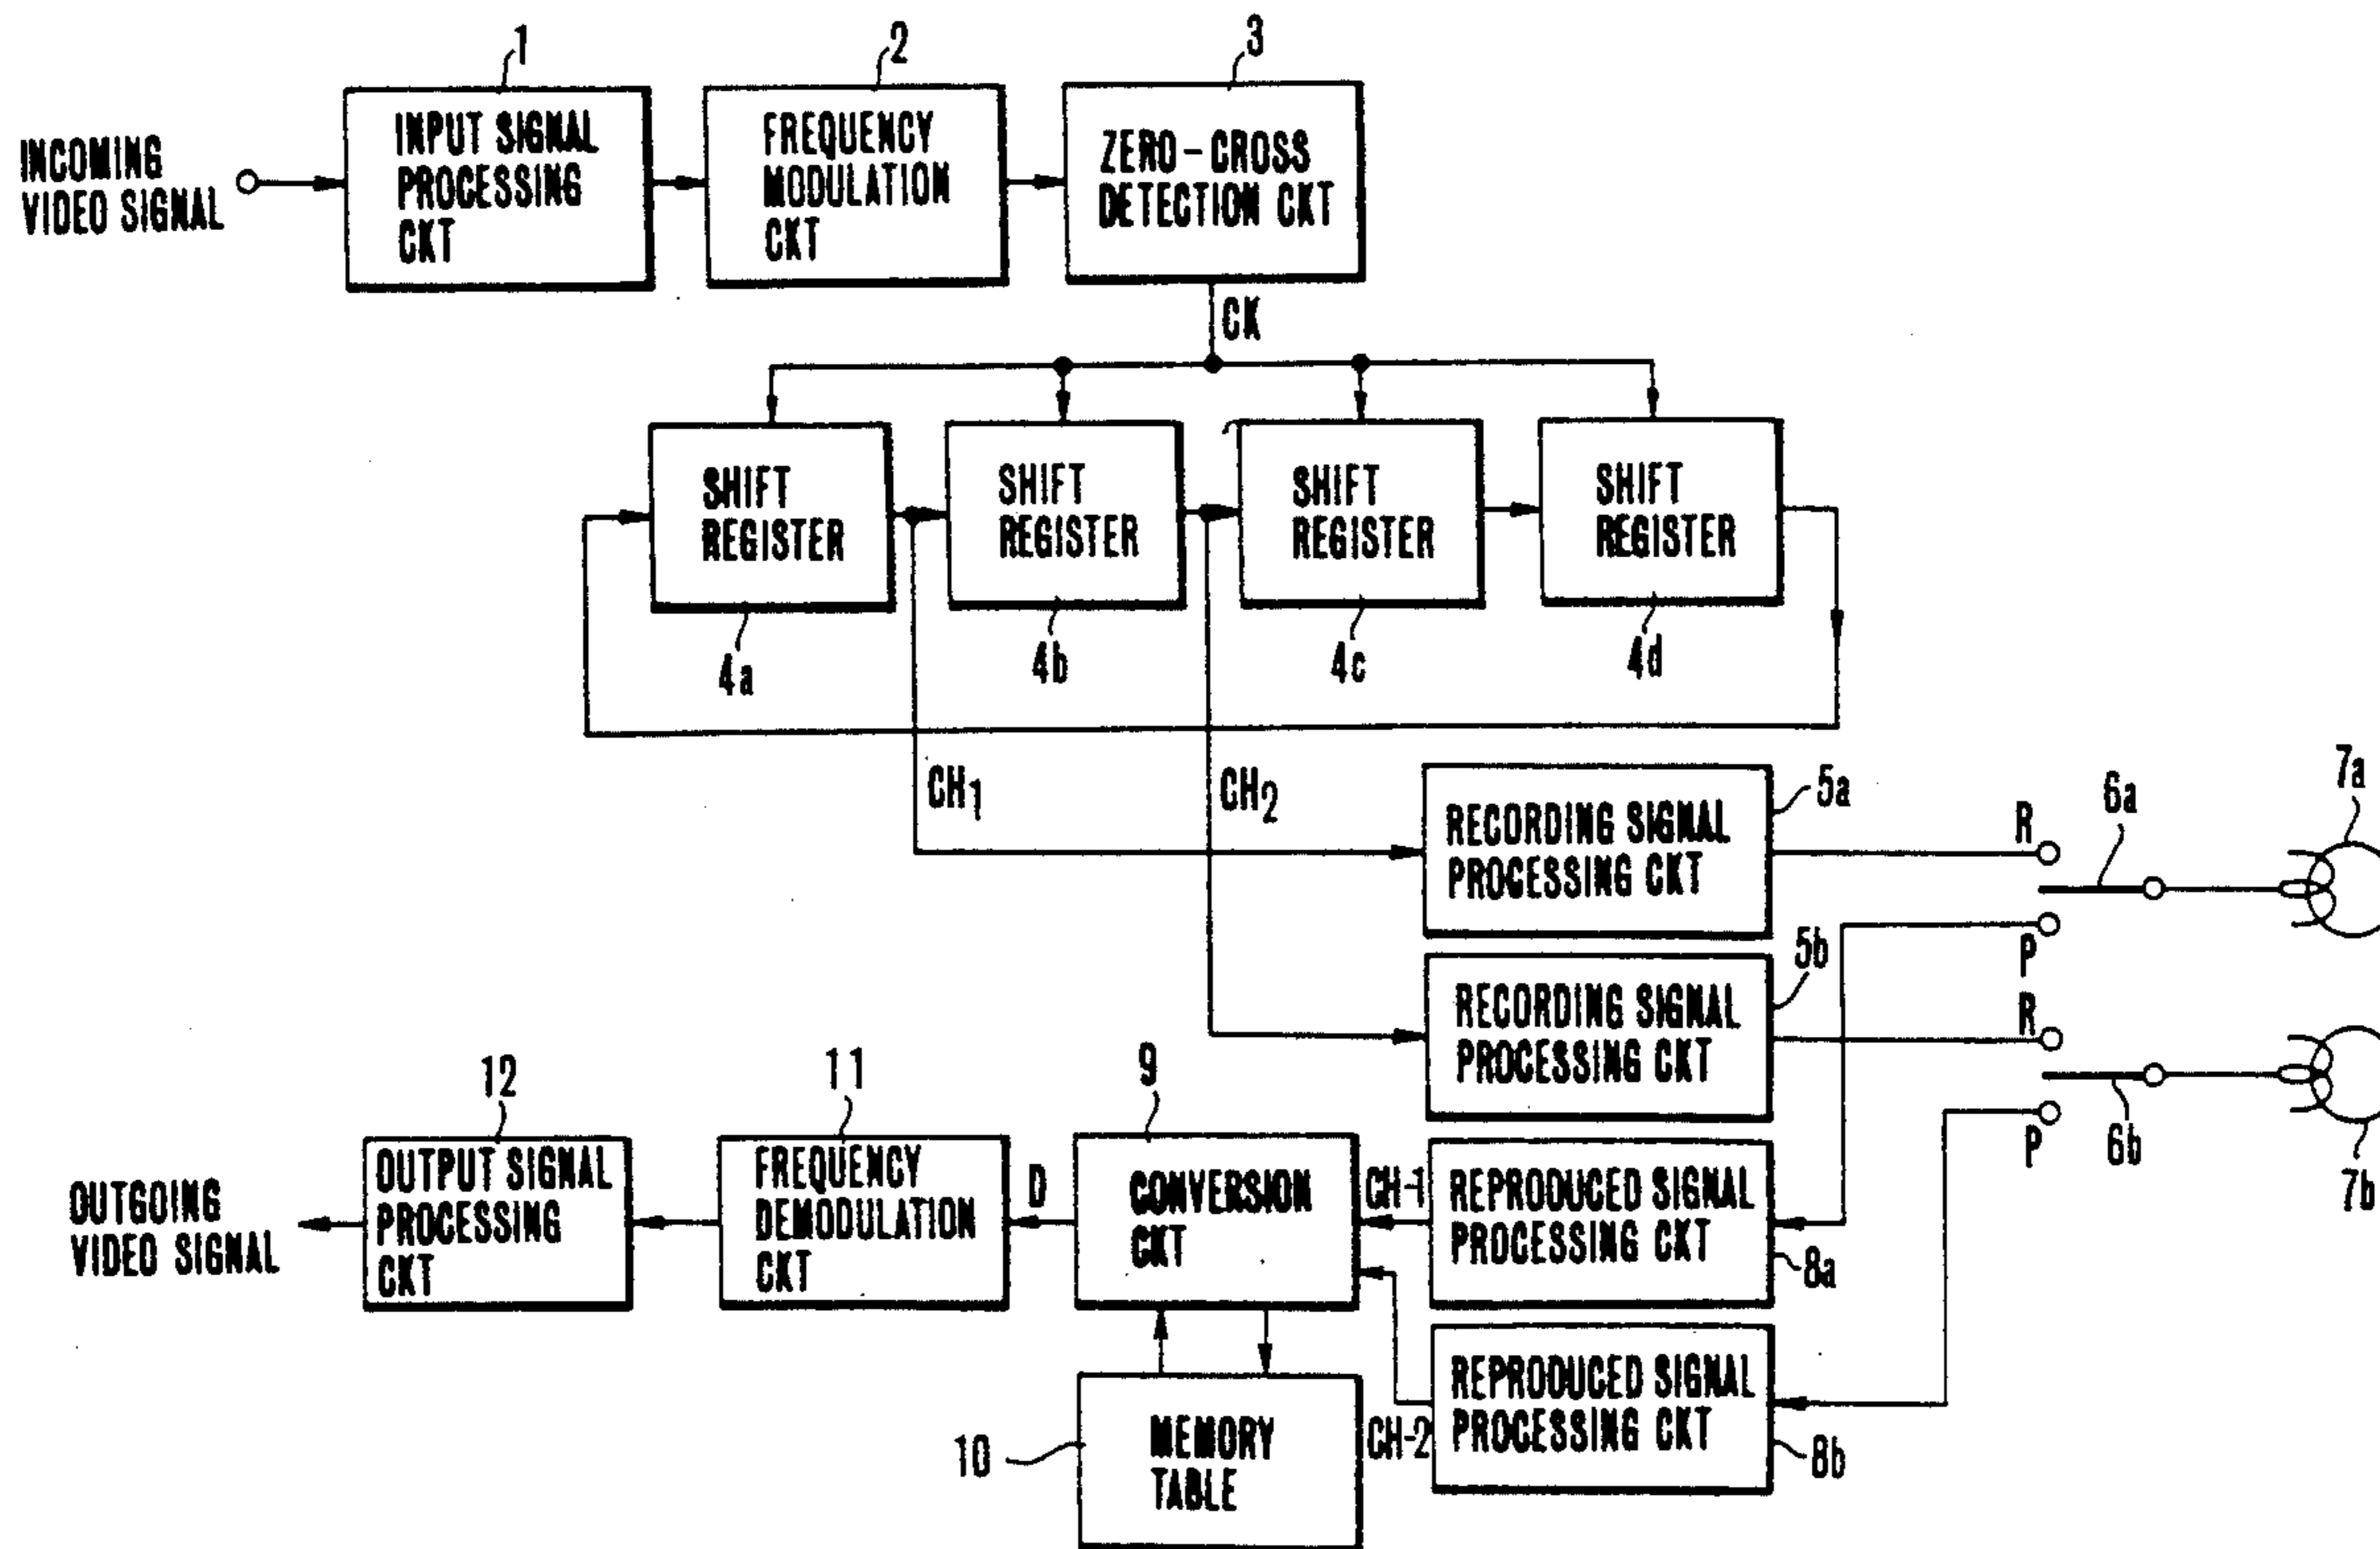 1
2
3
INCOMING
VIDEO SIGNAL
INPUT SIGNAL
PROCESSING
CKT
FREQUENCY
MODULATION
CKT
ZERO-CROSS
DETECTION CKT
CK
SHIFT
REGISTER
SHIFT
REGISTER
SHIFT
REGISTER
SHIFT
REGISTER
4a
4b
4c
4d
CH1
CH2
RECORDING SIGNAL
PROCESSING CKT
5a
R
6a
7a
P
RECORDING SIGNAL
PROCESSING CKT
5b
R
6b
7b
P
12
11
9
OUTGOING
VIDEO SIGNAL
OUTPUT SIGNAL
PROCESSING
CKT
FREQUENCY
DEMODULATION
CKT
D
CONVERSION
CKT
CH-1
REPRODUCED SIGNAL
PROCESSING CKT
8a
10
MEMORY
TABLE
CH-2
REPRODUCED SIGNAL
PROCESSING CKT
8b